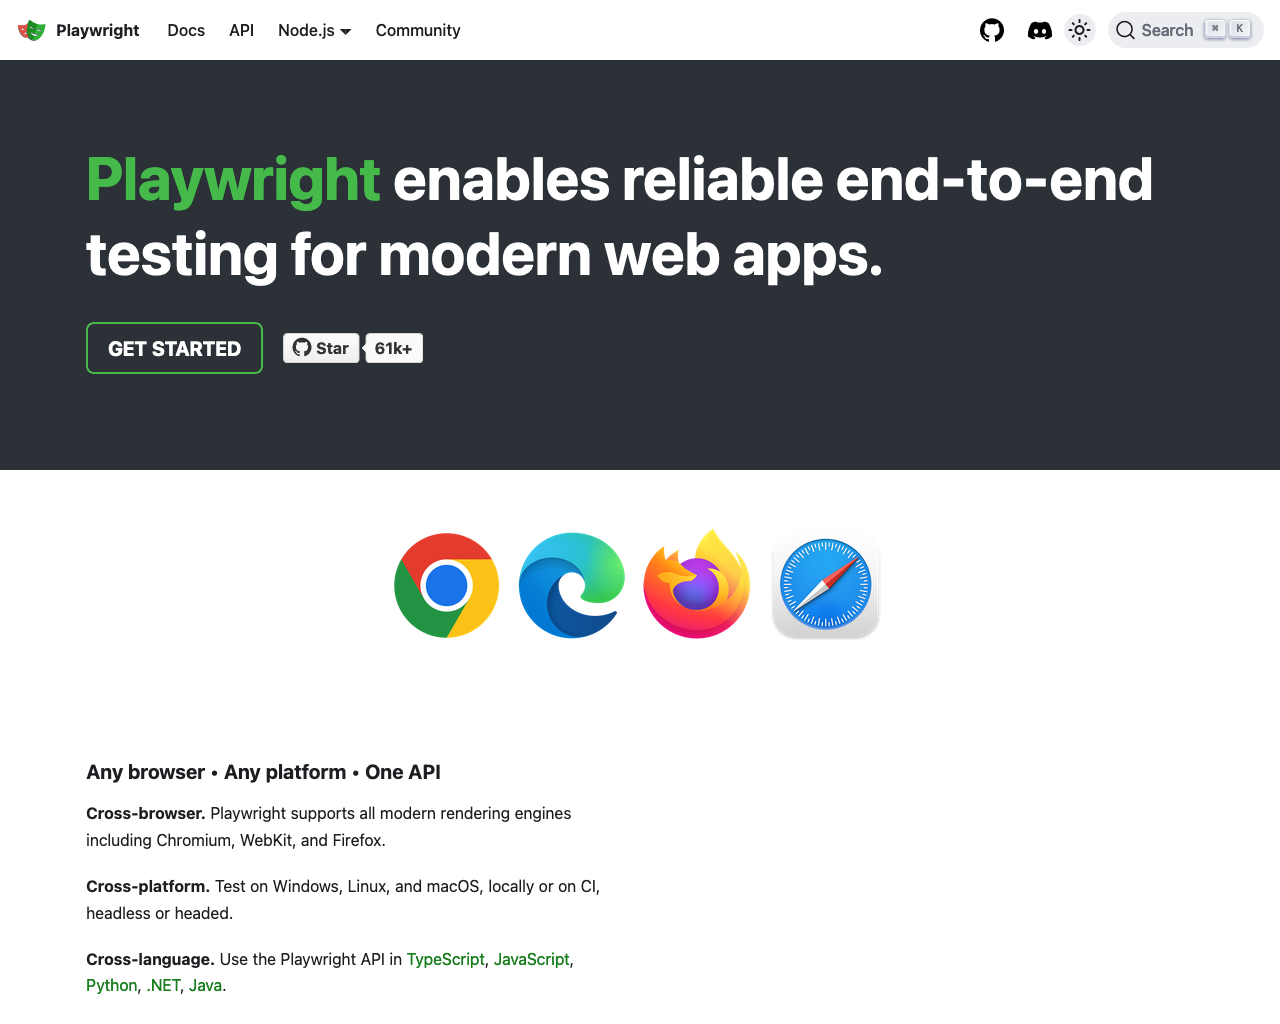 Playwright Docs API Node.js Community Search ⌘ K
Playwright enables reliable end-to-end
testing for modern web apps.
GET STARTED Star 61k+
Any browser • Any platform • One API
Cross-browser. Playwright supports all modern rendering engines
including Chromium, WebKit, and Firefox.
Cross-platform. Test on Windows, Linux, and macOS, locally or on CI,
headless or headed.
Cross-language. Use the Playwright API in TypeScript, JavaScript,
Python, .NET, Java.